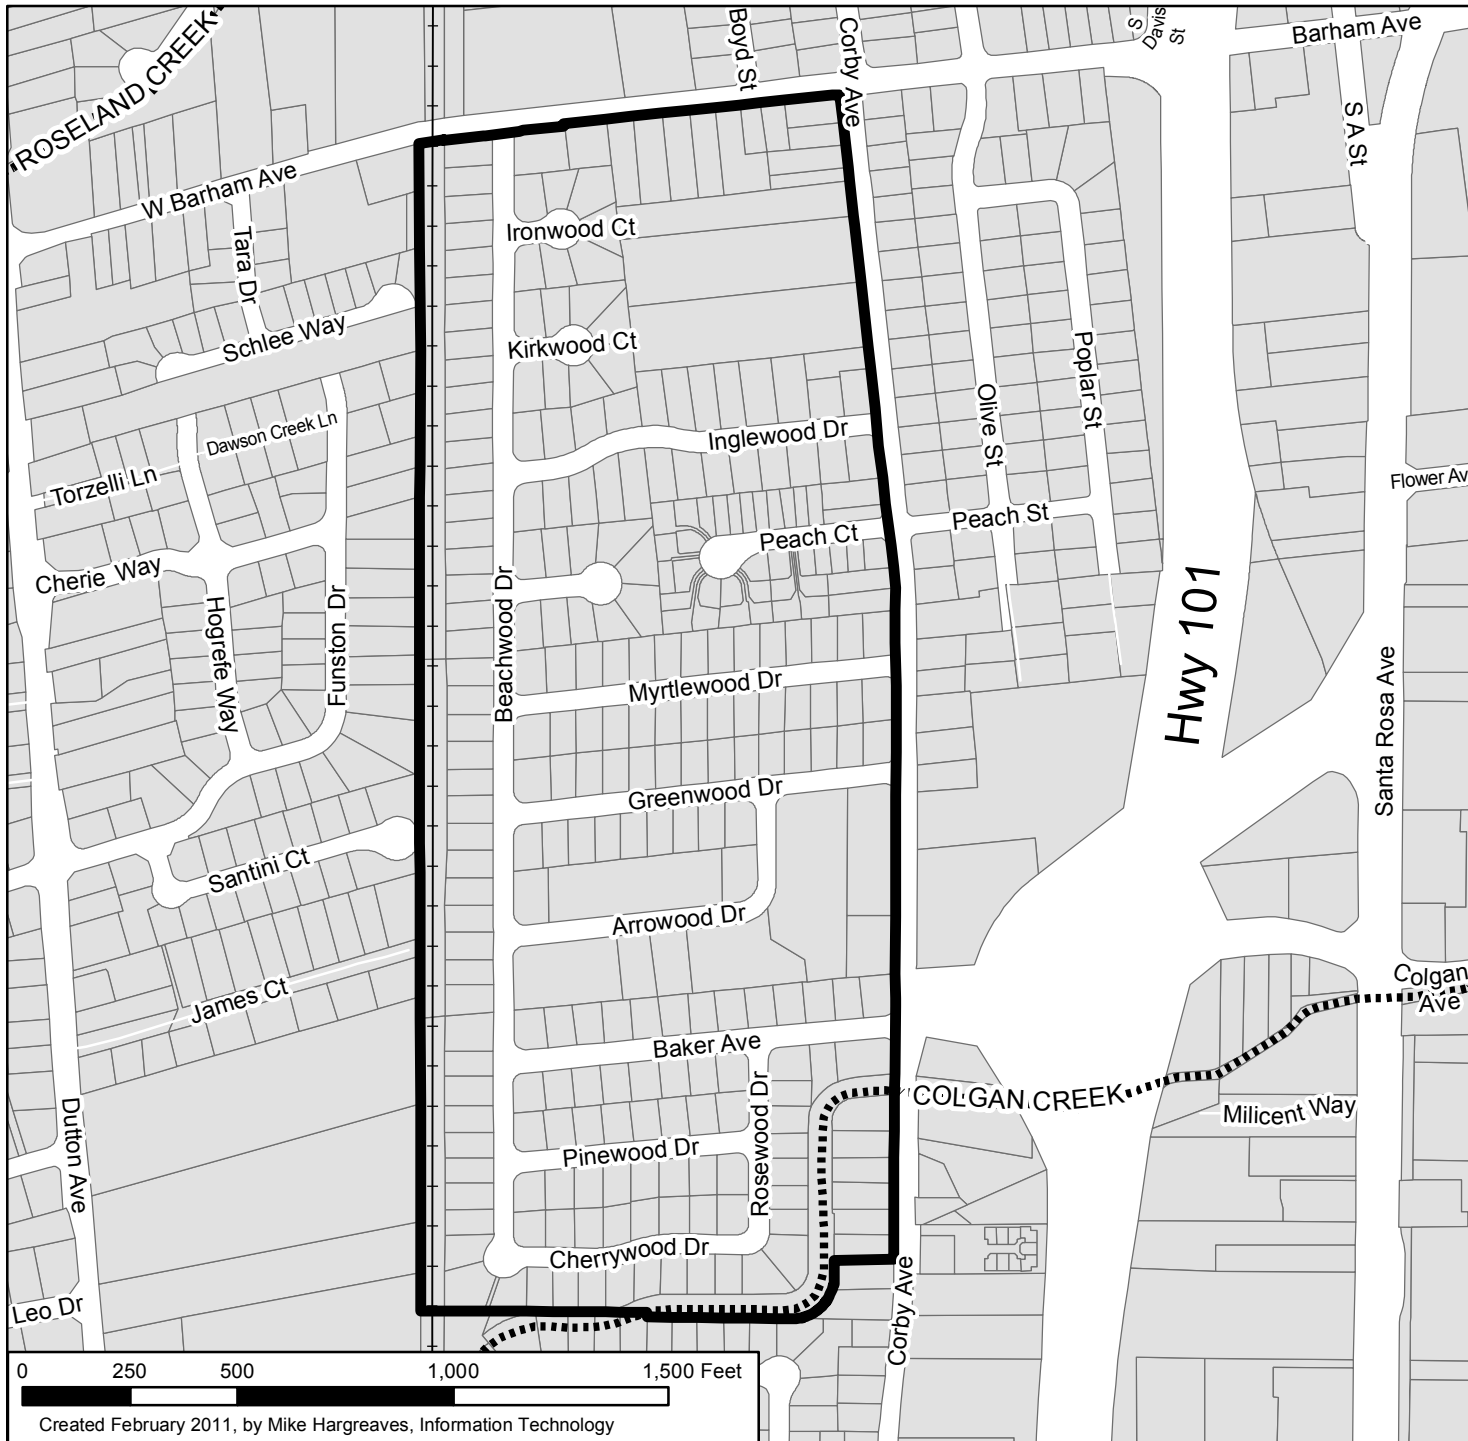 ROSELAND CREEK
Boyd St
Corby Ave
S
Davis
St
Barham Ave
S A St
W Barham Ave
Tara Dr
Ironwood Ct
Schlee Way
Kirkwood Ct
Poplar St
Olive St
Dawson Creek Ln
Inglewood Dr
Torzelli Ln
Flower Av
Peach St
Peach Ct
Cherie Way
Hogrefe Way
Funston Dr
Beachwood Dr
Hwy 101
Myrtlewood Dr
Santa Rosa Ave
Greenwood Dr
Santini Ct
Arrowood Dr
James Ct
Colgan
Ave
Baker Ave
COLGAN CREEK
Milicent Way
Dutton Ave
Rosewood Dr
Pinewood Dr
Cherrywood Dr
Corby Ave
Leo Dr
0 250 500 1,000 1,500 Feet
Created February 2011, by Mike Hargreaves, Information Technology